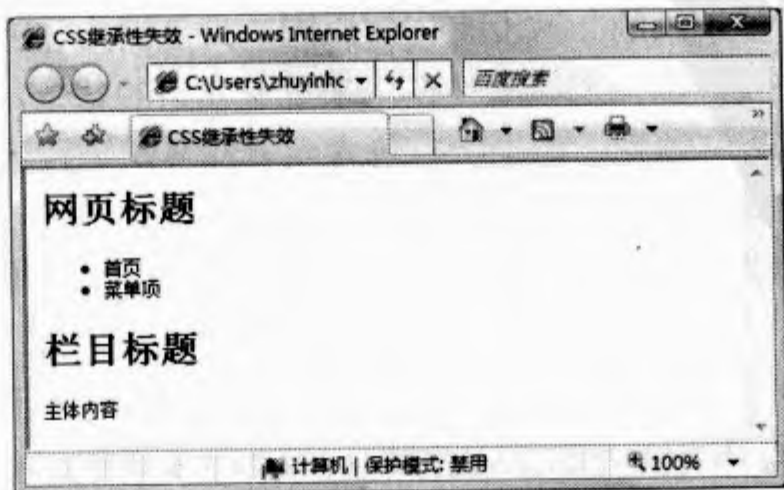 CSS继承性失效 - Windows Internet Explorer
C:\Users\zhuyinhc
百度搜索
CSS继承性失效
网页标题
• 首页
• 菜单项
栏目标题
主体内容
计算机 | 保护模式: 禁用
100%